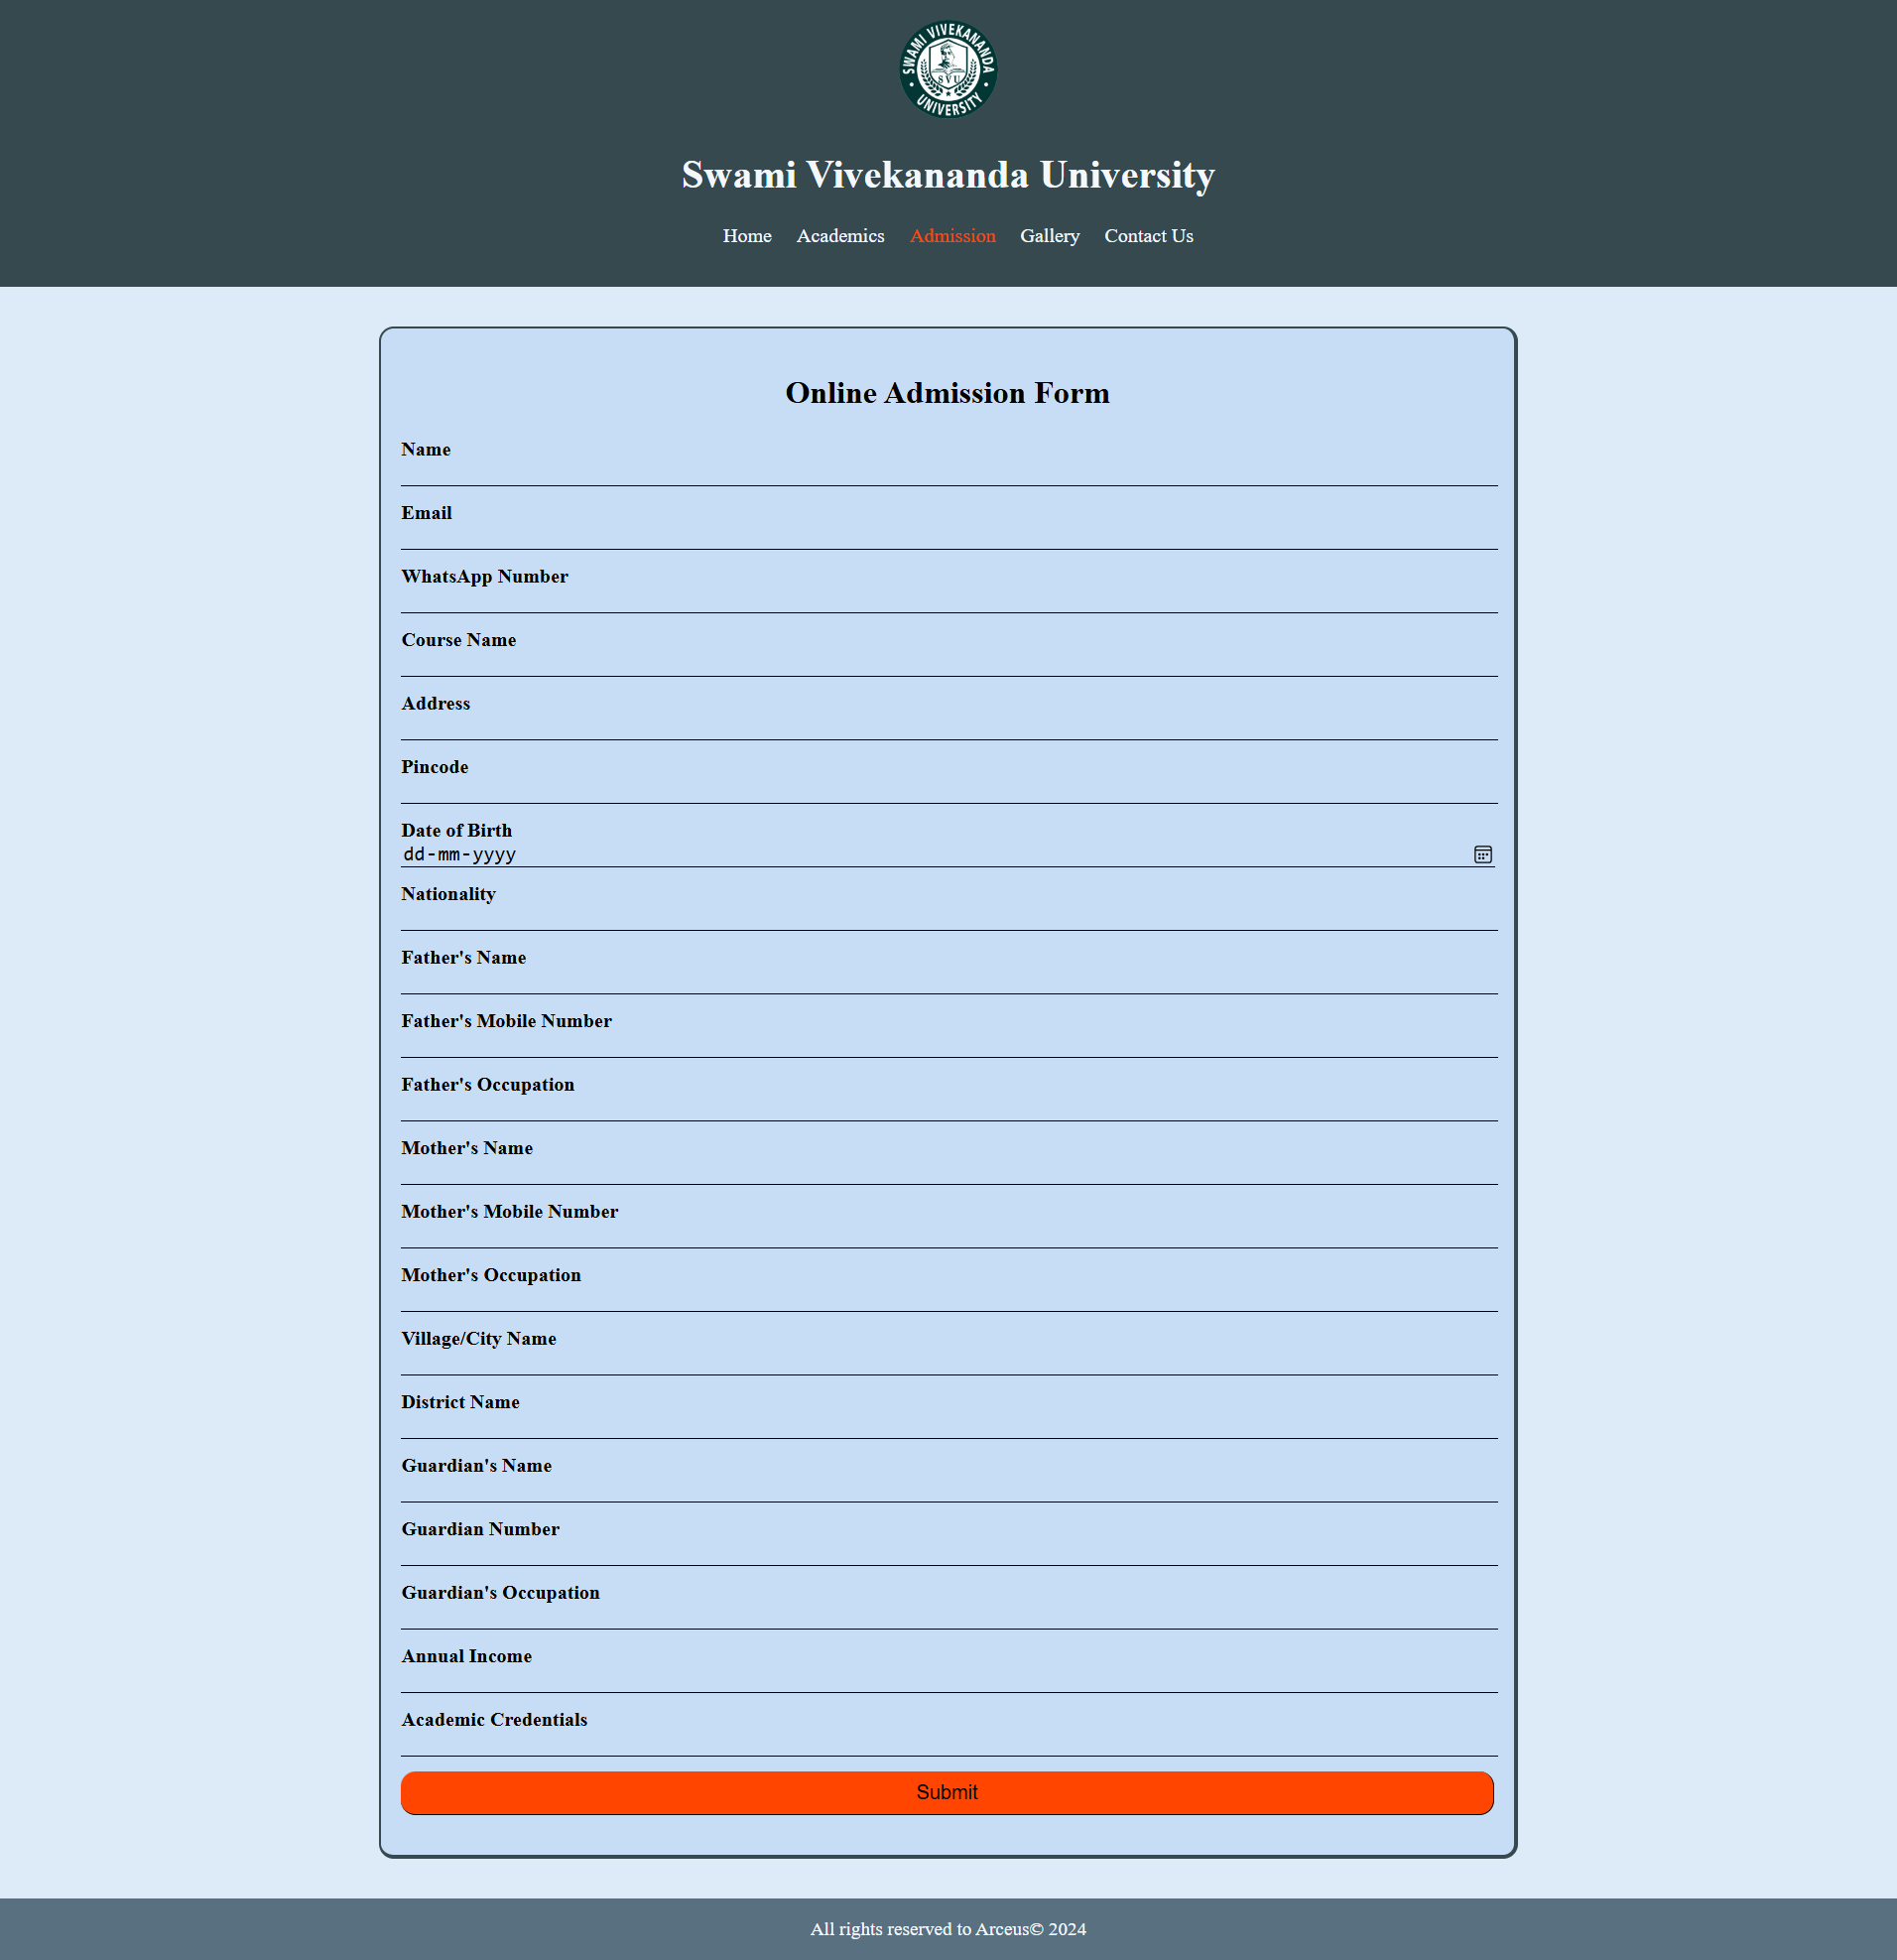 SWAMI VIVEKANANDA
SVU
UNIVERSITY
Swami Vivekananda University
Home Academics Admission Gallery Contact Us
Online Admission Form
Name
Email
WhatsApp Number
Course Name
Address
Pincode
Date of Birth
dd-mm-yyyy
Nationality
Father's Name
Father's Mobile Number
Father's Occupation
Mother's Name
Mother's Mobile Number
Mother's Occupation
Village/City Name
District Name
Guardian's Name
Guardian Number
Guardian's Occupation
Annual Income
Academic Credentials
Submit
All rights reserved to Arceus© 2024